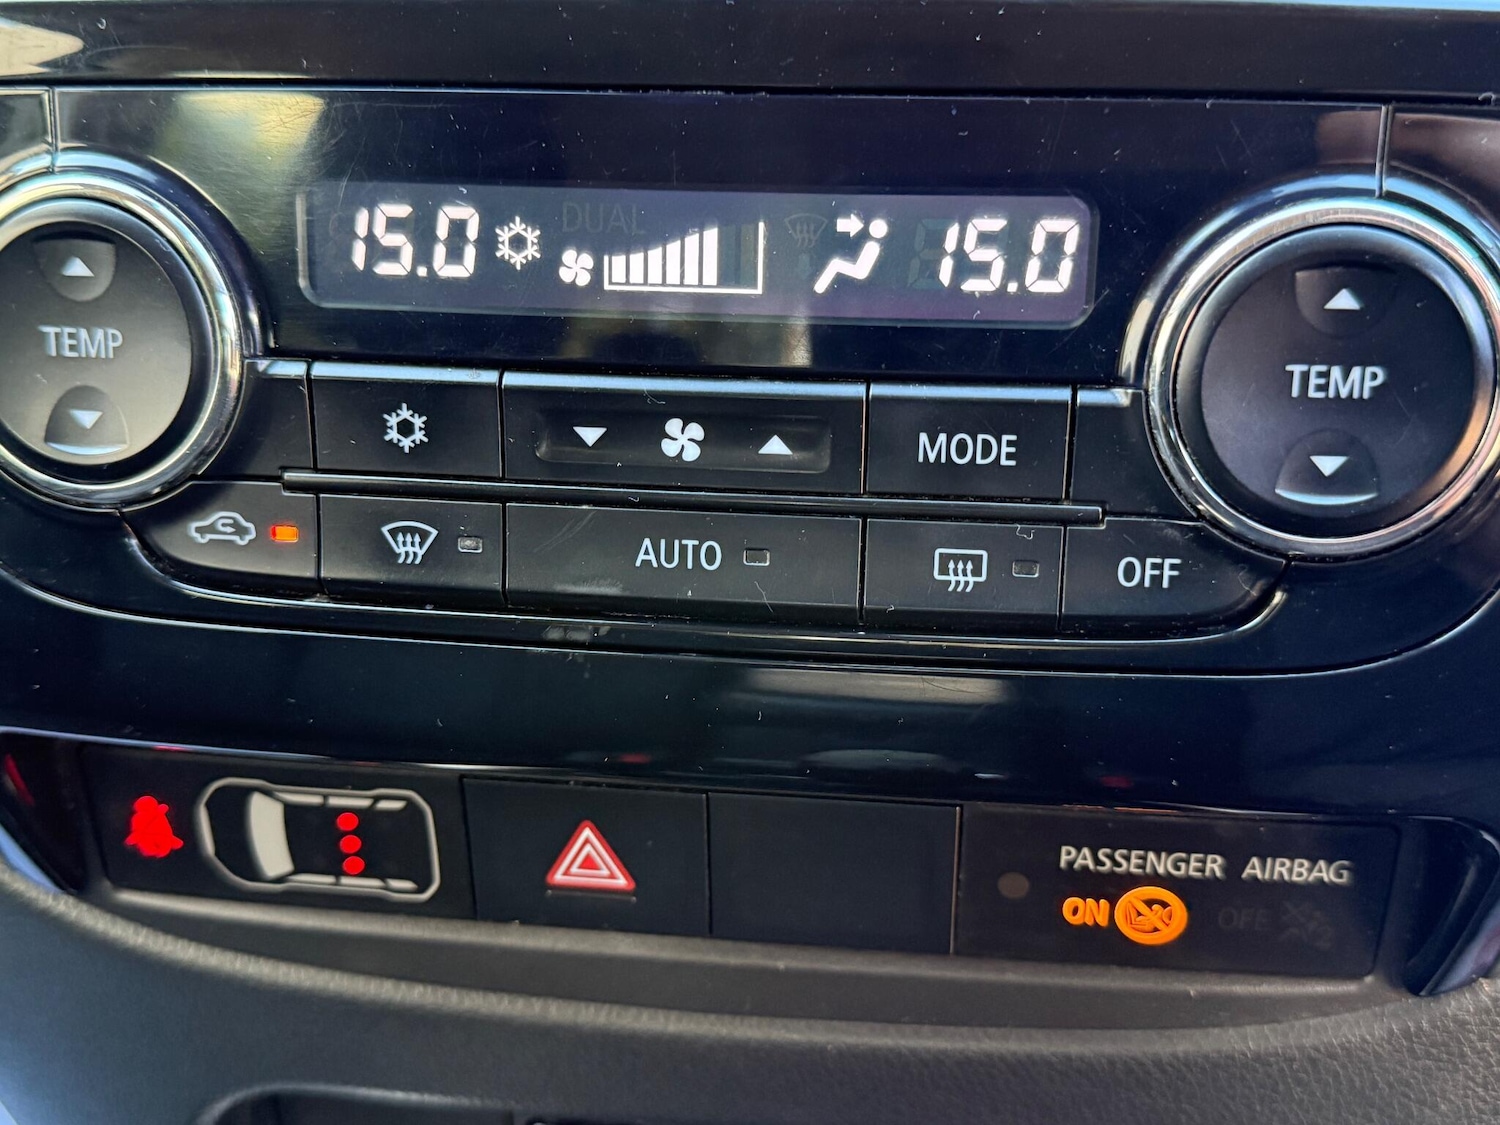 15.0 DUAL 15.0
TEMP
TEMP
MODE
AUTO
OFF
PASSENGER AIRBAG
ON OFF